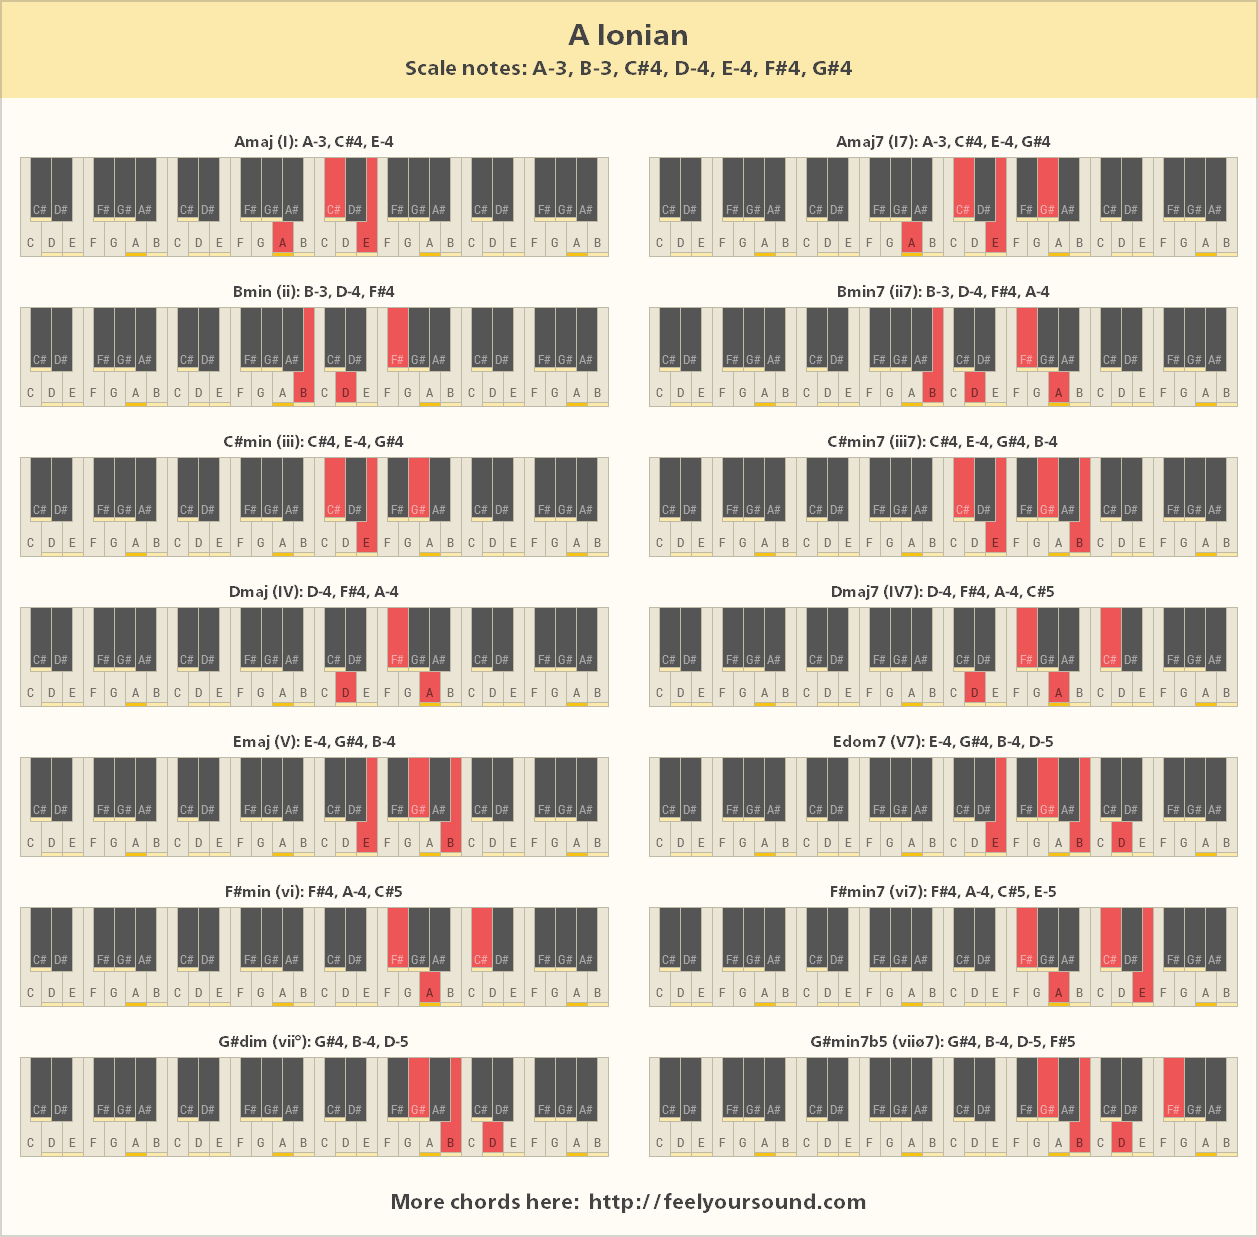 A Ionian
Scale notes: A-3, B-3, C#4, D-4, E-4, F#4, G#4
Amaj (I): A-3, C#4, E-4
C# D# F# G# A# C# D# F# G# A# C# D# F# G# A# C# D# F# G# A#
C D E F G A B C D E F G A B C D E F G A B C D E F G A B
Amaj7 (I7): A-3, C#4, E-4, G#4
C# D# F# G# A# C# D# F# G# A# C# D# F# G# A# C# D# F# G# A#
C D E F G A B C D E F G A B C D E F G A B C D E F G A B
Bmin (ii): B-3, D-4, F#4
C# D# F# G# A# C# D# F# G# A# C# D# F# G# A# C# D# F# G# A#
C D E F G A B C D E F G A B C D E F G A B C D E F G A B
Bmin7 (ii7): B-3, D-4, F#4, A-4
C# D# F# G# A# C# D# F# G# A# C# D# F# G# A# C# D# F# G# A#
C D E F G A B C D E F G A B C D E F G A B C D E F G A B
C#min (iii): C#4, E-4, G#4
C# D# F# G# A# C# D# F# G# A# C# D# F# G# A# C# D# F# G# A#
C D E F G A B C D E F G A B C D E F G A B C D E F G A B
C#min7 (iii7): C#4, E-4, G#4, B-4
C# D# F# G# A# C# D# F# G# A# C# D# F# G# A# C# D# F# G# A#
C D E F G A B C D E F G A B C D E F G A B C D E F G A B
Dmaj (IV): D-4, F#4, A-4
C# D# F# G# A# C# D# F# G# A# C# D# F# G# A# C# D# F# G# A#
C D E F G A B C D E F G A B C D E F G A B C D E F G A B
Dmaj7 (IV7): D-4, F#4, A-4, C#5
C# D# F# G# A# C# D# F# G# A# C# D# F# G# A# C# D# F# G# A#
C D E F G A B C D E F G A B C D E F G A B C D E F G A B
Emaj (V): E-4, G#4, B-4
C# D# F# G# A# C# D# F# G# A# C# D# F# G# A# C# D# F# G# A#
C D E F G A B C D E F G A B C D E F G A B C D E F G A B
Edom7 (V7): E-4, G#4, B-4, D-5
C# D# F# G# A# C# D# F# G# A# C# D# F# G# A# C# D# F# G# A#
C D E F G A B C D E F G A B C D E F G A B C D E F G A B
F#min (vi): F#4, A-4, C#5
C# D# F# G# A# C# D# F# G# A# C# D# F# G# A# C# D# F# G# A#
C D E F G A B C D E F G A B C D E F G A B C D E F G A B
F#min7 (vi7): F#4, A-4, C#5, E-5
C# D# F# G# A# C# D# F# G# A# C# D# F# G# A# C# D# F# G# A#
C D E F G A B C D E F G A B C D E F G A B C D E F G A B
G#dim (vii°): G#4, B-4, D-5
C# D# F# G# A# C# D# F# G# A# C# D# F# G# A# C# D# F# G# A#
C D E F G A B C D E F G A B C D E F G A B C D E F G A B
G#min7b5 (viiø7): G#4, B-4, D-5, F#5
C# D# F# G# A# C# D# F# G# A# C# D# F# G# A# C# D# F# G# A#
C D E F G A B C D E F G A B C D E F G A B C D E F G A B
More chords here: http://feelyoursound.com